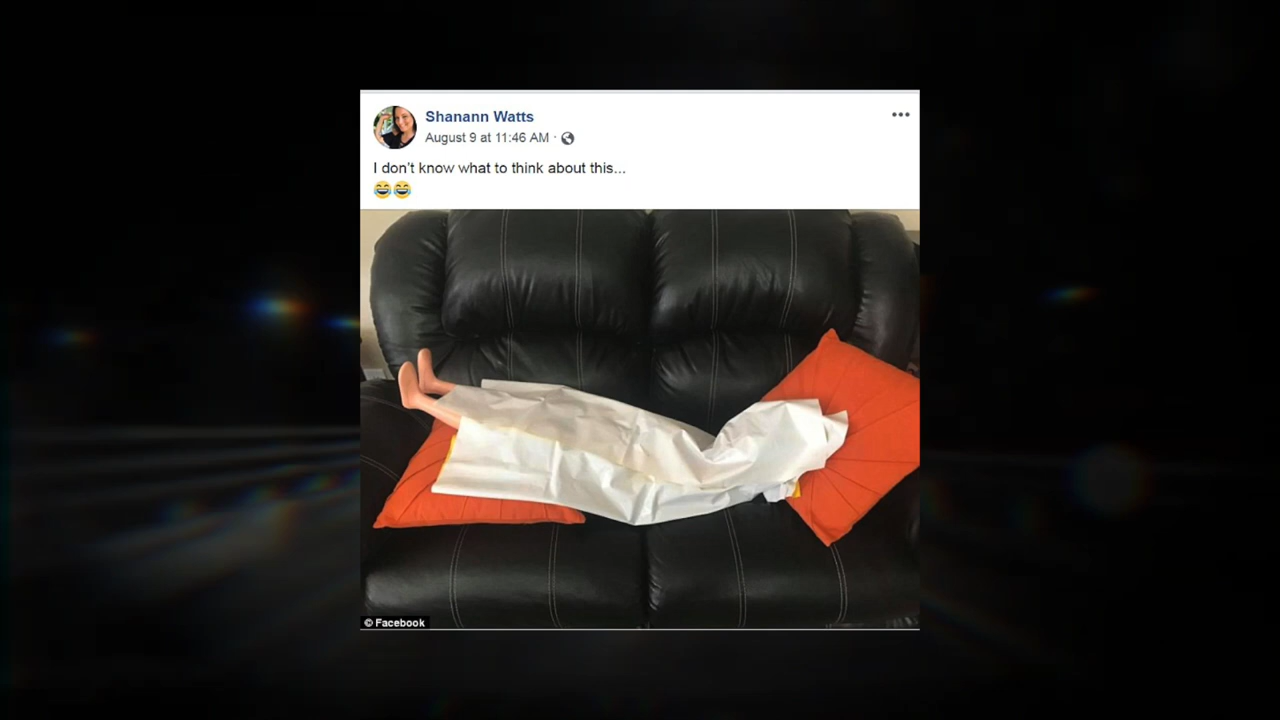 Shanann Watts
August 9 at 11:46 AM ·
I don't know what to think about this...
😂😂
© Facebook